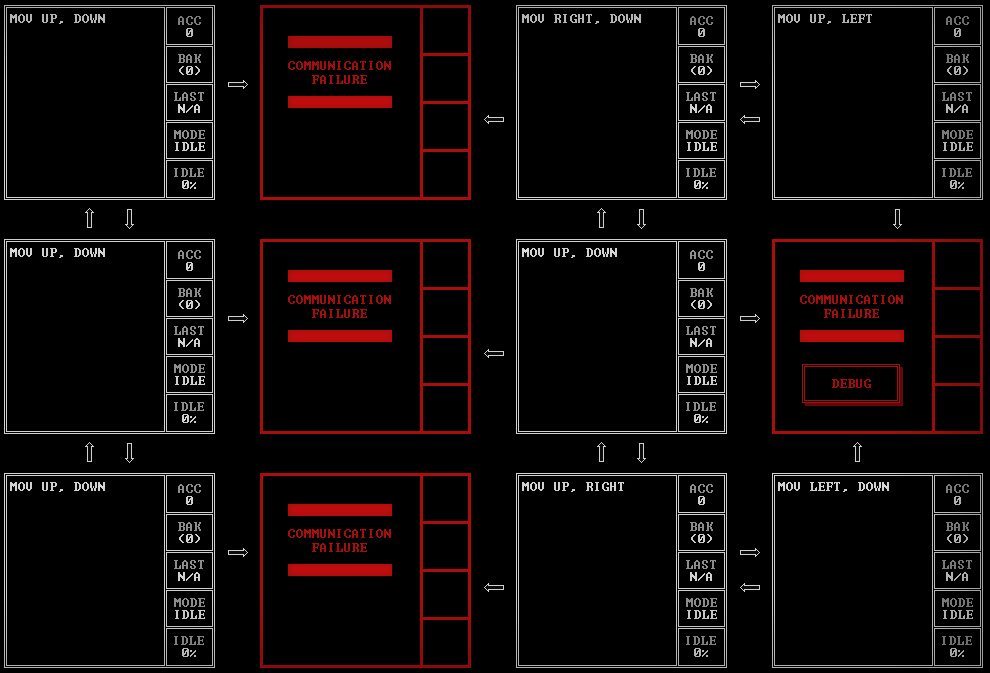 MOV UP, DOWN
ACC
0
BAK
(0)
LAST
N/A
MODE
IDLE
IDLE
0%
COMMUNICATION
FAILURE
MOV RIGHT, DOWN
ACC
0
BAK
(0)
LAST
N/A
MODE
IDLE
IDLE
0%
MOV UP, LEFT
ACC
0
BAK
(0)
LAST
N/A
MODE
IDLE
IDLE
0%
MOV UP, DOWN
ACC
0
BAK
(0)
LAST
N/A
MODE
IDLE
IDLE
0%
COMMUNICATION
FAILURE
MOV UP, DOWN
ACC
0
BAK
(0)
LAST
N/A
MODE
IDLE
IDLE
0%
COMMUNICATION
FAILURE
DEBUG
MOV UP, DOWN
ACC
0
BAK
(0)
LAST
N/A
MODE
IDLE
IDLE
0%
COMMUNICATION
FAILURE
MOV UP, RIGHT
ACC
0
BAK
(0)
LAST
N/A
MODE
IDLE
IDLE
0%
MOV LEFT, DOWN
ACC
0
BAK
(0)
LAST
N/A
MODE
IDLE
IDLE
0%